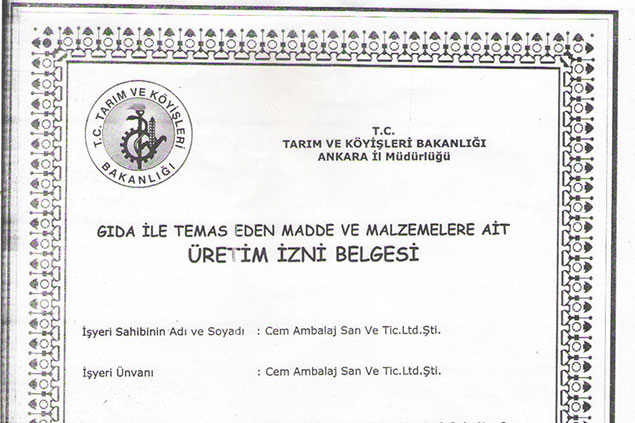 T.C. TARIM VE KÖYİŞLERİ
BAKANLIĞI
T.C.
TARIM VE KÖYİŞLERİ BAKANLIĞI
ANKARA İl Müdürlüğü
GIDA İLE TEMAS EDEN MADDE VE MALZEMELERE AİT
ÜRETİM İZNİ BELGESİ
İşyeri Sahibinin Adı ve Soyadı : Cem Ambalaj San Ve Tic.Ltd.Şti.
İşyeri Ünvanı : Cem Ambalaj San Ve Tic.Ltd.Şti.